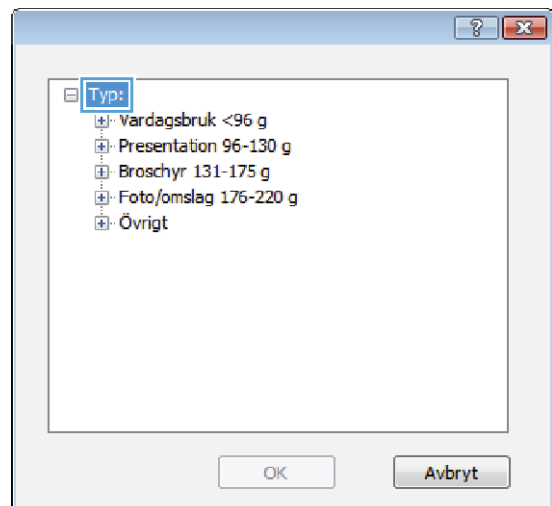 Typ:
Vardagsbruk <96 g
Presentation 96-130 g
Broschyr 131-175 g
Foto/omslag 176-220 g
Övrigt
OK
Avbryt